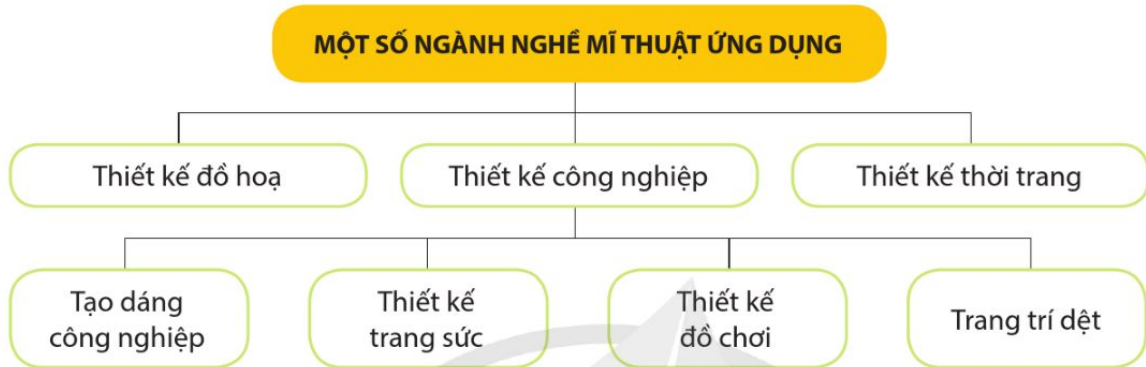 MỘT SỐ NGÀNH NGHỀ MĨ THUẬT ỨNG DỤNG
Thiết kế đồ hoạ
Thiết kế công nghiệp
Thiết kế thời trang
Tạo dáng
công nghiệp
Thiết kế
trang sức
Thiết kế
đồ chơi
Trang trí dệt